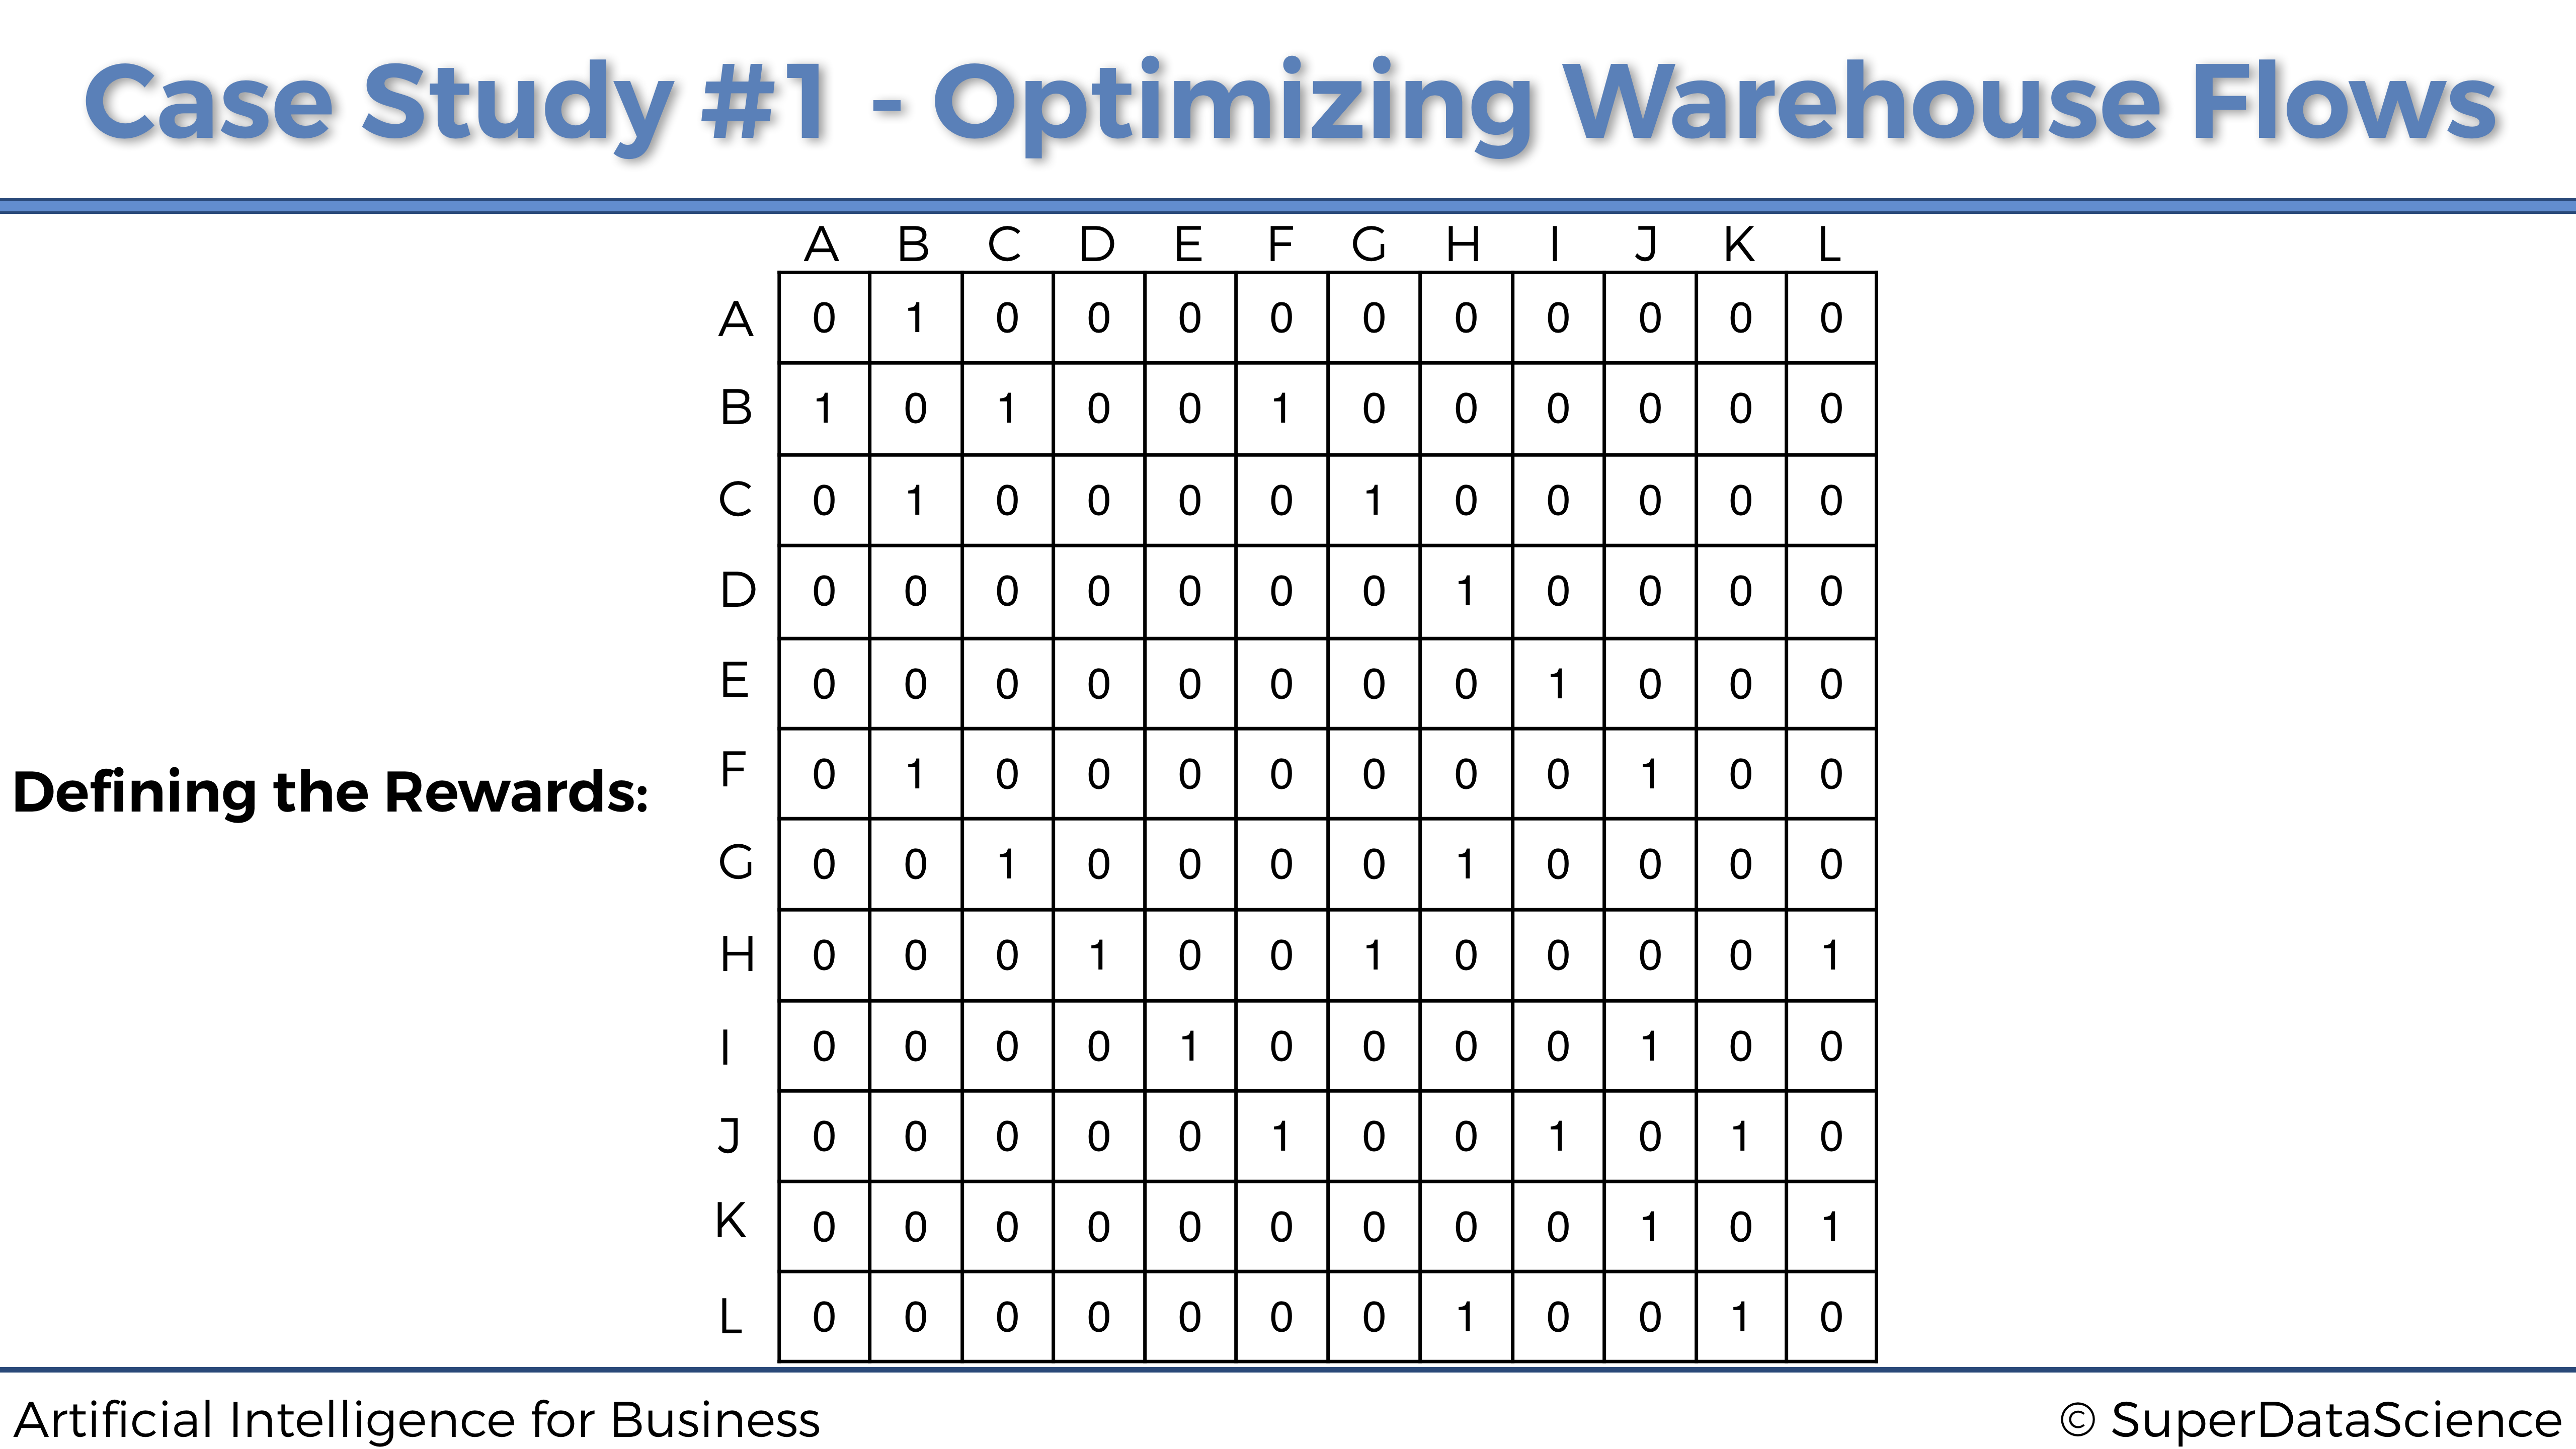 Case Study #1 - Optimizing Warehouse Flows
A B C D E F G H I J K L
A 0 1 0 0 0 0 0 0 0 0 0 0
B 1 0 1 0 0 1 0 0 0 0 0 0
C 0 1 0 0 0 0 1 0 0 0 0 0
D 0 0 0 0 0 0 0 1 0 0 0 0
E 0 0 0 0 0 0 0 0 1 0 0 0
Defining the Rewards:
F 0 1 0 0 0 0 0 0 0 1 0 0
G 0 0 1 0 0 0 0 1 0 0 0 0
H 0 0 0 1 0 0 1 0 0 0 0 1
I 0 0 0 0 1 0 0 0 0 1 0 0
J 0 0 0 0 0 1 0 0 1 0 1 0
K 0 0 0 0 0 0 0 0 0 1 0 1
L 0 0 0 0 0 0 0 1 0 0 1 0
Artificial Intelligence for Business
© SuperDataScience